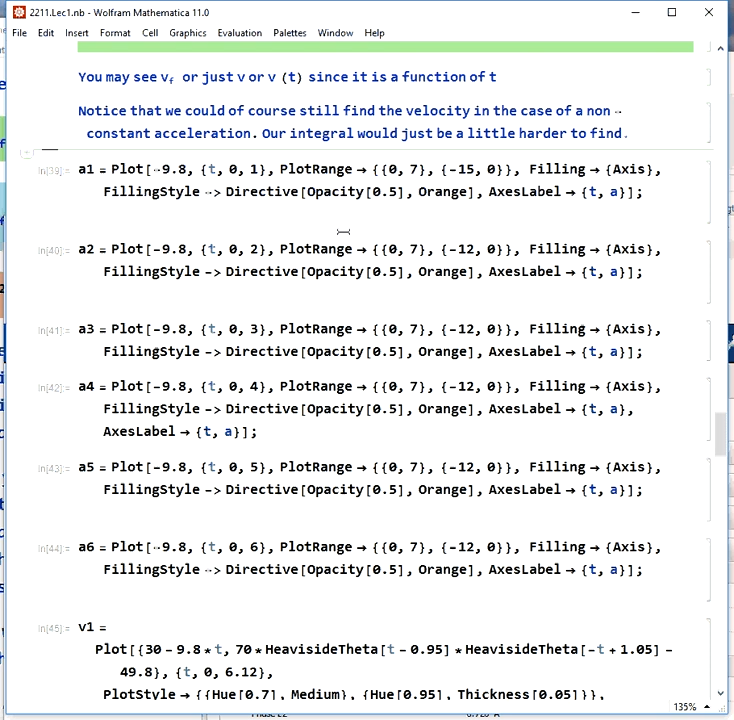 2211.Lec1.nb - Wolfram Mathematica 11.0
File Edit Insert Format Cell Graphics Evaluation Palettes Window Help
You may see vf or just v or v (t) since it is a function of t
Notice that we could of course still find the velocity in the case of a non -
constant acceleration. Our integral would just be a little harder to find.
In[39]:= a1 = Plot[-9.8, {t, 0, 1}, PlotRange → {{0, 7}, {-15, 0}}, Filling → {Axis},
FillingStyle -> Directive[Opacity[0.5], Orange], AxesLabel → {t, a}];
In[40]:= a2 = Plot[-9.8, {t, 0, 2}, PlotRange → {{0, 7}, {-12, 0}}, Filling → {Axis},
FillingStyle -> Directive[Opacity[0.5], Orange], AxesLabel → {t, a}];
In[41]:= a3 = Plot[-9.8, {t, 0, 3}, PlotRange → {{0, 7}, {-12, 0}}, Filling → {Axis},
FillingStyle -> Directive[Opacity[0.5], Orange], AxesLabel → {t, a}];
In[42]:= a4 = Plot[-9.8, {t, 0, 4}, PlotRange → {{0, 7}, {-12, 0}}, Filling → {Axis},
FillingStyle -> Directive[Opacity[0.5], Orange], AxesLabel → {t, a},
AxesLabel → {t, a}];
In[43]:= a5 = Plot[-9.8, {t, 0, 5}, PlotRange → {{0, 7}, {-12, 0}}, Filling → {Axis},
FillingStyle -> Directive[Opacity[0.5], Orange], AxesLabel → {t, a}];
In[44]:= a6 = Plot[-9.8, {t, 0, 6}, PlotRange → {{0, 7}, {-12, 0}}, Filling → {Axis},
FillingStyle -> Directive[Opacity[0.5], Orange], AxesLabel → {t, a}];
In[45]:= v1 =
Plot[{30 - 9.8 * t, 70 * HeavisideTheta[t - 0.95] * HeavisideTheta[-t + 1.05] -
49.8}, {t, 0, 6.12},
PlotStyle → {{Hue[0.7], Medium}, {Hue[0.95], Thickness[0.05]}},
135%